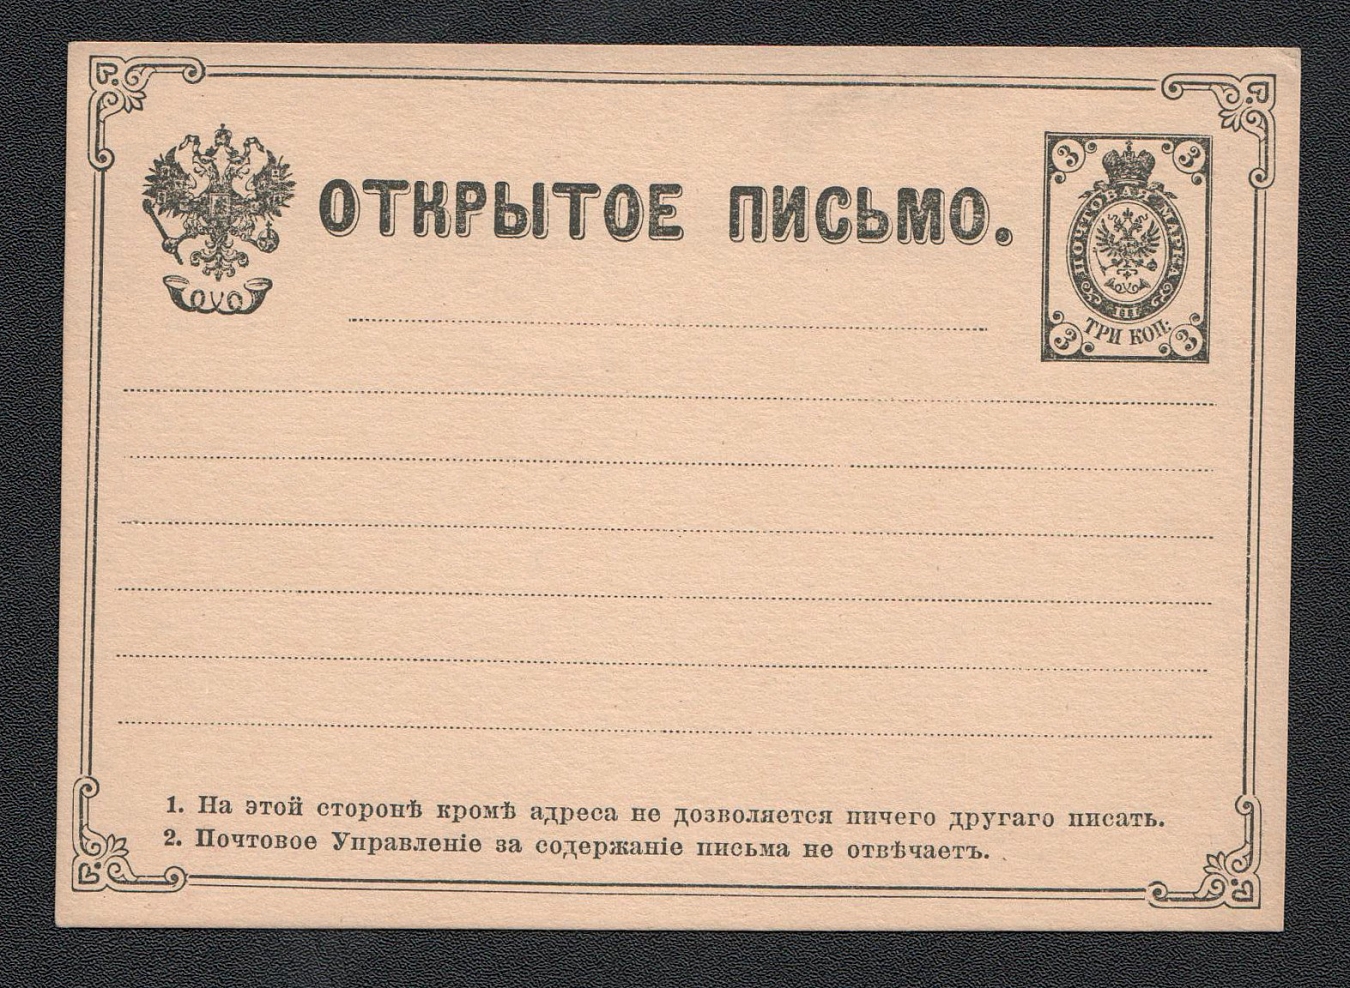 ОТКРЫТОЕ ПИСЬМО.
3 3
ПОЧТОВАЯ МАРКА
ТРИ КОП:
3 3
1. На этой сторонѣ кромѣ адреса не дозволяется ничего другаго писать.
2. Почтовое Управленіе за содержаніе письма не отвѣчаетъ.